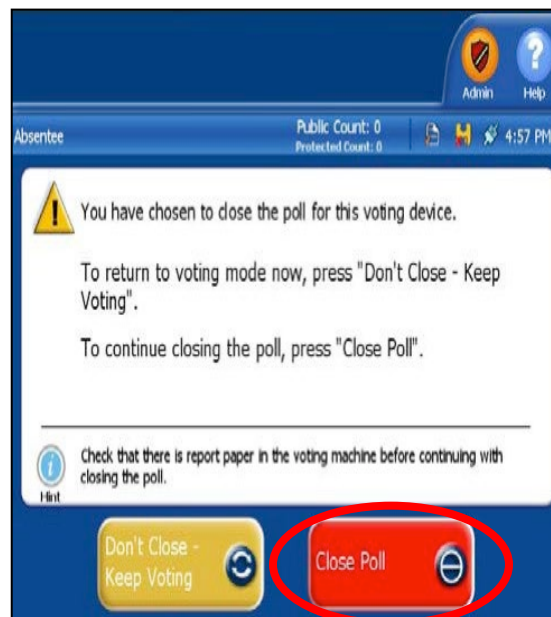 Admin Help
Absentee Public Count: 0 4:57 PM
Protected Count: 0
You have chosen to close the poll for this voting device.
To return to voting mode now, press "Don't Close - Keep
Voting".
To continue closing the poll, press "Close Poll".
Check that there is report paper in the voting machine before continuing with
closing the poll.
Hint
Don't Close -
Keep Voting
Close Poll